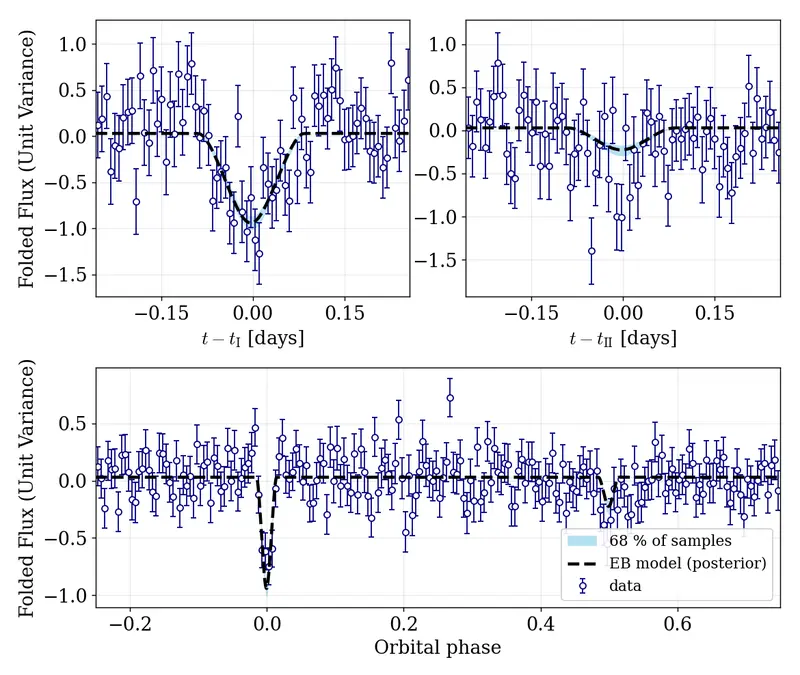 Folded Flux (Unit Variance)
1.0
0.5
0.0
−0.5
−1.0
−1.5
−0.15 0.00 0.15
t − tI [days]
1.0
0.5
0.0
−0.5
−1.0
−1.5
−0.15 0.00 0.15
t − tII [days]
Folded Flux (Unit Variance)
0.5
0.0
−0.5
−1.0
68 % of samples
EB model (posterior)
data
−0.2 0.0 0.2 0.4 0.6
Orbital phase